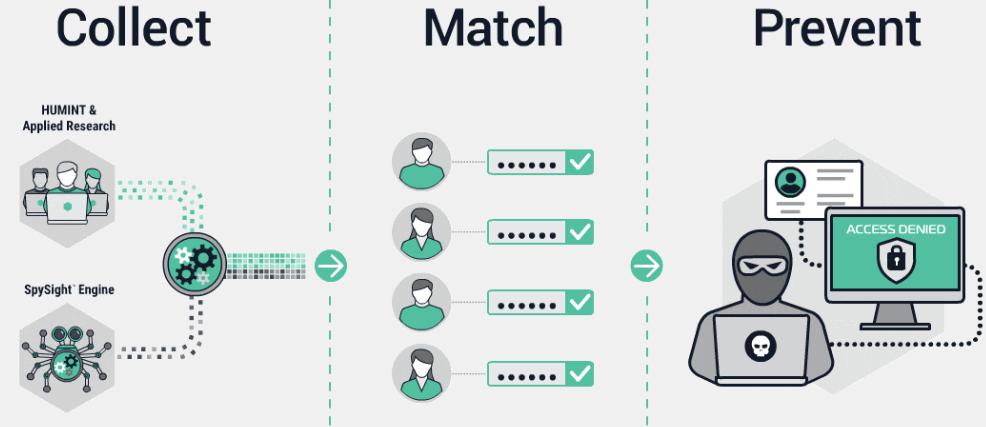 Collect
Match
Prevent
HUMINT &
Applied Research
SpySight™ Engine
ACCESS DENIED